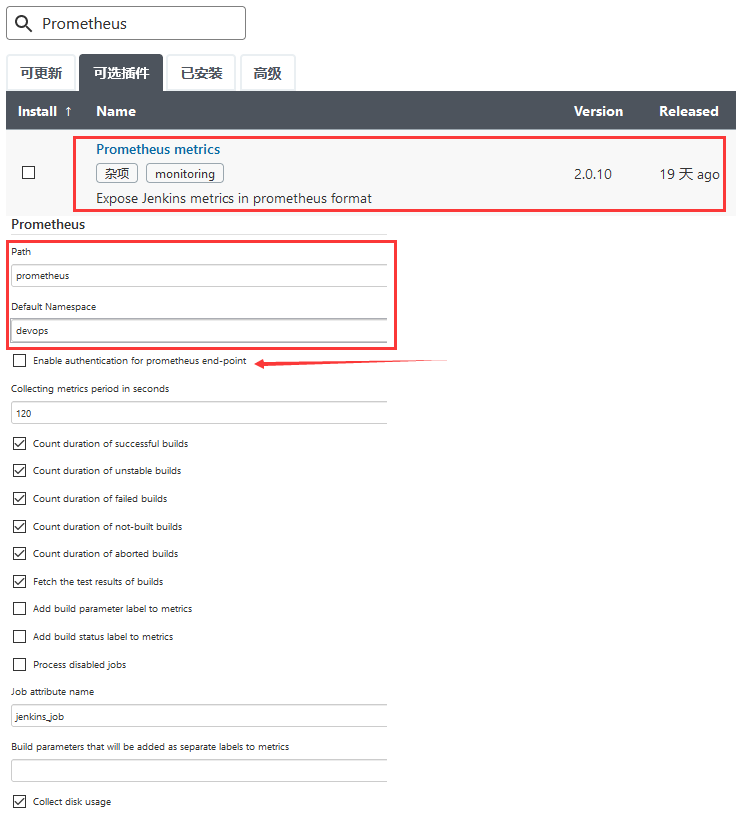 Prometheus
可更新 可选插件 已安装 高级
Install ↑ Name Version Released
Prometheus metrics
杂项 monitoring
2.0.10 19 天 ago
Expose Jenkins metrics in prometheus format
Prometheus
Path
prometheus
Default Namespace
devops
Enable authentication for prometheus end-point
Collecting metrics period in seconds
120
Count duration of successful builds
Count duration of unstable builds
Count duration of failed builds
Count duration of not-built builds
Count duration of aborted builds
Fetch the test results of builds
Add build parameter label to metrics
Add build status label to metrics
Process disabled jobs
Job attribute name
jenkins_job
Build parameters that will be added as separate labels to metrics
Collect disk usage